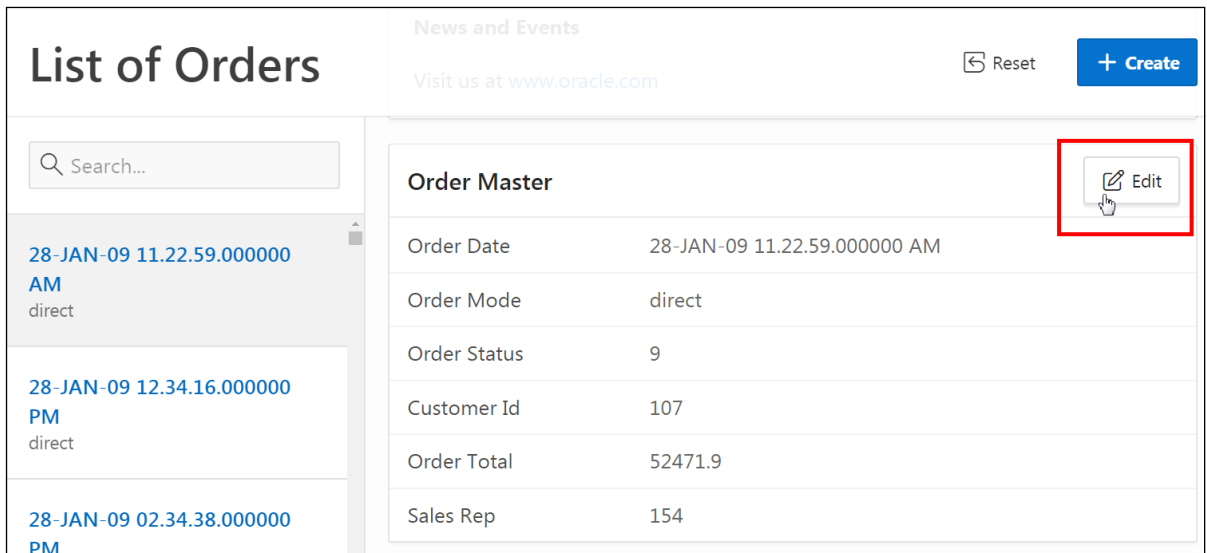 List of Orders
News and Events
Visit us at www.oracle.com
Reset
+ Create
Search...
28-JAN-09 11.22.59.000000
AM
direct
28-JAN-09 12.34.16.000000
PM
direct
28-JAN-09 02.34.38.000000
PM
Order Master
Edit
Order Date 28-JAN-09 11.22.59.000000 AM
Order Mode direct
Order Status 9
Customer Id 107
Order Total 52471.9
Sales Rep 154